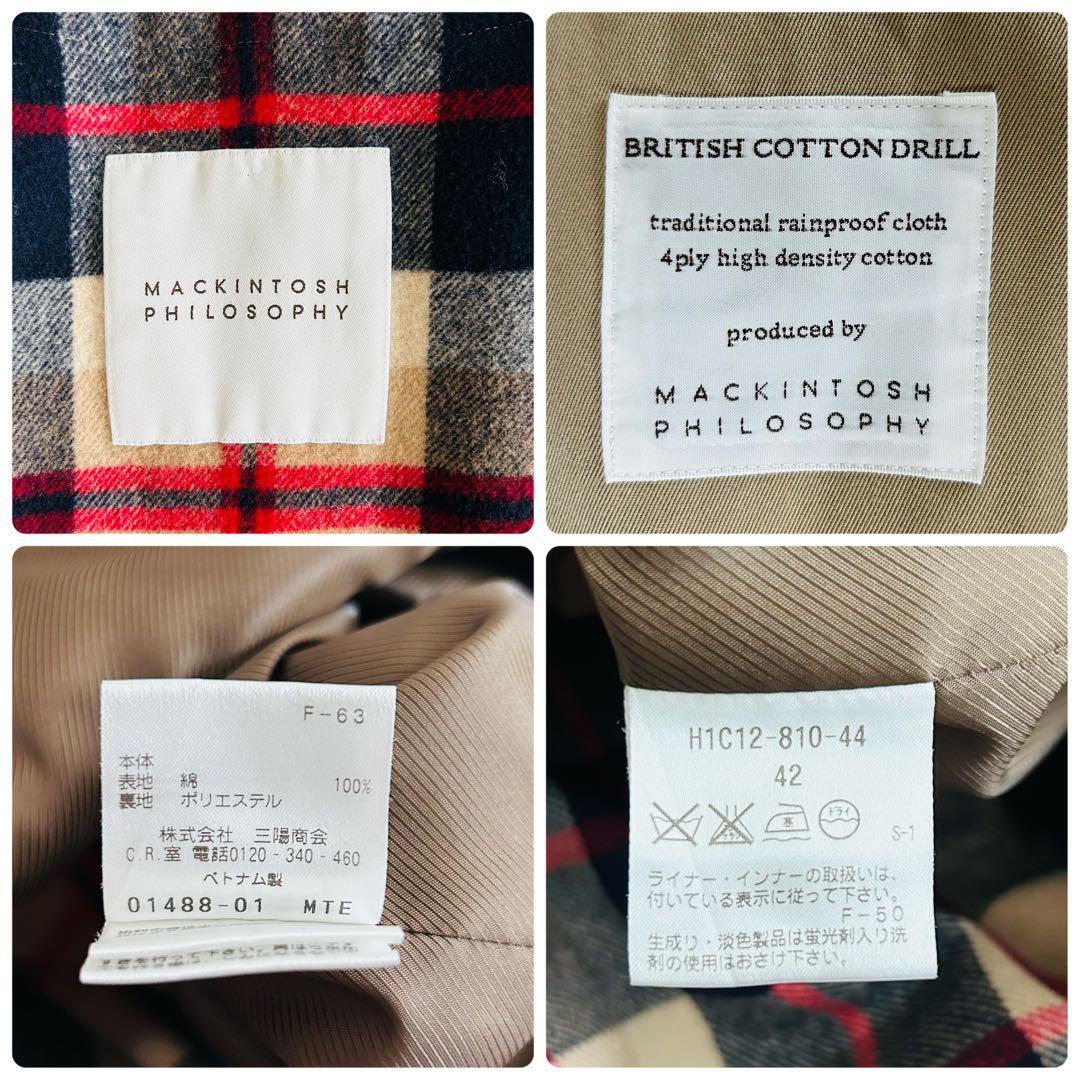 MACKINTOSH
PHILOSOPHY
BRITISH COTTON DRILL
traditional rainproof cloth
4ply high density cotton
produced by
MACKINTOSH
PHILOSOPHY
F-63
本体
表地 綿 100%
裏地 ポリエステル
株式会社 三陽商会
C.R.室 電話0120-340-460
ベトナム製
01488-01 MTE
H1C12-810-44
42
高
ドライ
S-1
ライナー・インナーの取扱いは、
付いている表示に従って下さい。
F-50
生成り・淡色製品は蛍光剤入り洗
剤の使用はおさけ下さい。